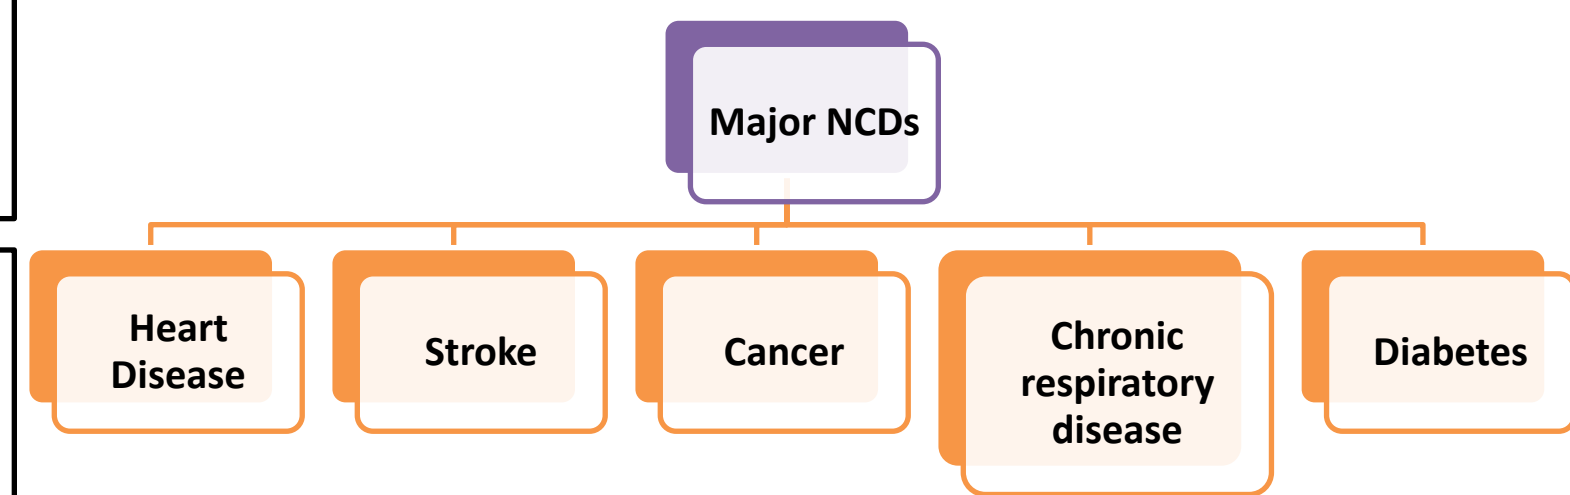 Major NCDs
Heart
Disease
Stroke
Cancer
Chronic
respiratory
disease
Diabetes